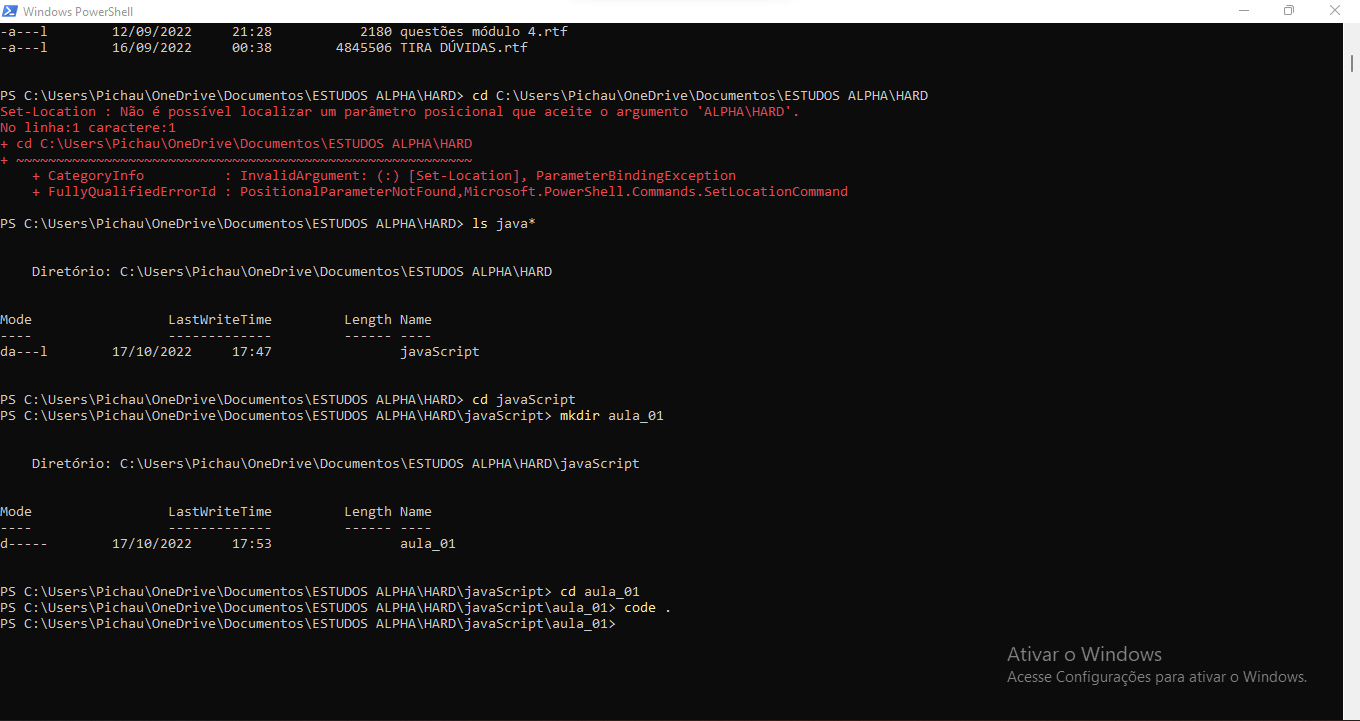 Windows PowerShell
-a---l        12/09/2022     21:28           2180 questões módulo 4.rtf
-a---l        16/09/2022     00:38        4845506 TIRA DÚVIDAS.rtf
PS C:\Users\Pichau\OneDrive\Documentos\ESTUDOS ALPHA\HARD> cd C:\Users\Pichau\OneDrive\Documentos\ESTUDOS ALPHA\HARD
Set-Location : Não é possível localizar um parâmetro posicional que aceite o argumento 'ALPHA\HARD'.
No linha:1 caractere:1
+ cd C:\Users\Pichau\OneDrive\Documentos\ESTUDOS ALPHA\HARD
+ ~~~~~~~~~~~~~~~~~~~~~~~~~~~~~~~~~~~~~~~~~~~~~~~~~~~~~~~~~
    + CategoryInfo          : InvalidArgument: (:) [Set-Location], ParameterBindingException
    + FullyQualifiedErrorId : PositionalParameterNotFound,Microsoft.PowerShell.Commands.SetLocationCommand
PS C:\Users\Pichau\OneDrive\Documentos\ESTUDOS ALPHA\HARD> ls java*
    Diretório: C:\Users\Pichau\OneDrive\Documentos\ESTUDOS ALPHA\HARD
Mode                 LastWriteTime         Length Name
----                 -------------         ------ ----
da---l        17/10/2022     17:47                javaScript
PS C:\Users\Pichau\OneDrive\Documentos\ESTUDOS ALPHA\HARD> cd javaScript
PS C:\Users\Pichau\OneDrive\Documentos\ESTUDOS ALPHA\HARD\javaScript> mkdir aula_01
    Diretório: C:\Users\Pichau\OneDrive\Documentos\ESTUDOS ALPHA\HARD\javaScript
Mode                 LastWriteTime         Length Name
----                 -------------         ------ ----
d-----        17/10/2022     17:53                aula_01
PS C:\Users\Pichau\OneDrive\Documentos\ESTUDOS ALPHA\HARD\javaScript> cd aula_01
PS C:\Users\Pichau\OneDrive\Documentos\ESTUDOS ALPHA\HARD\javaScript\aula_01> code .
PS C:\Users\Pichau\OneDrive\Documentos\ESTUDOS ALPHA\HARD\javaScript\aula_01>
Ativar o Windows
Acesse Configurações para ativar o Windows.